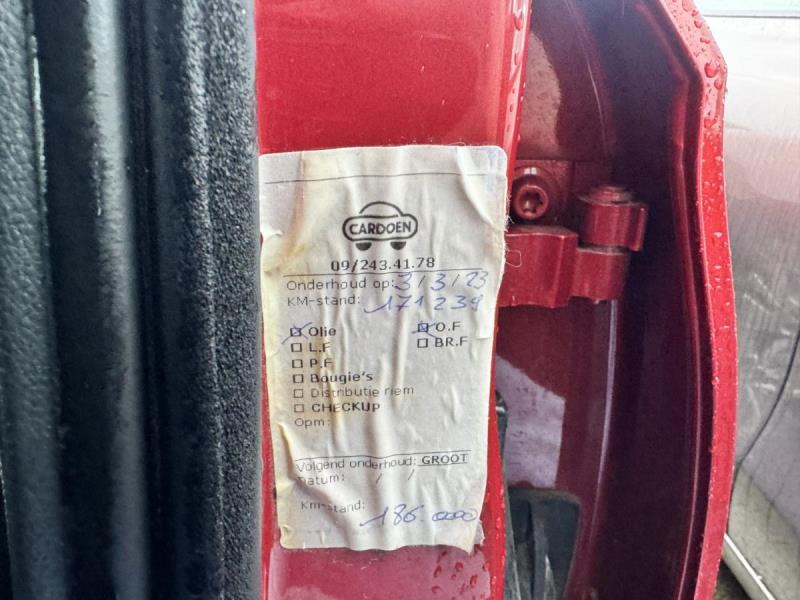 CARDOEN
09/243.41.78
Onderhoud op: 3/3/23
KM-stand: 171239
Olie O.F
L.F BR.F
P.F
Bougie's
Distributie riem
CHECKUP
Opm:
Volgend onderhoud: GROOT
Datum: / /
Km-stand: 186.000